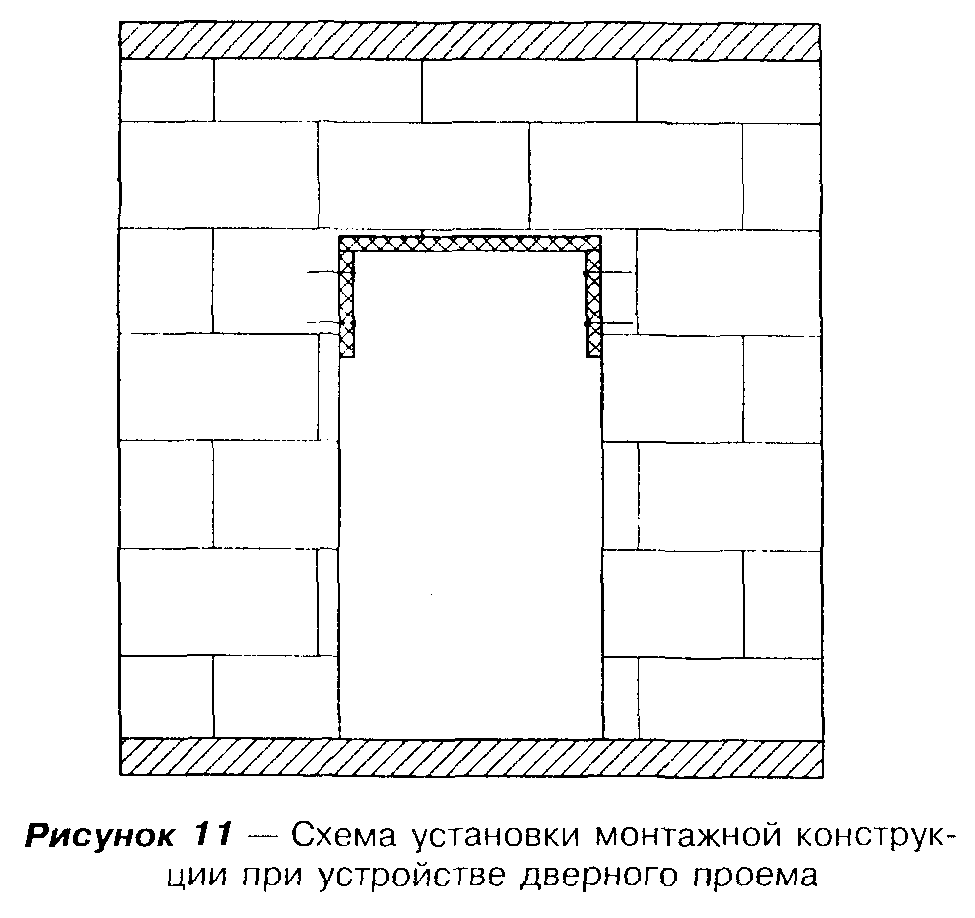 Рисунок 11 — Схема установки монтажной конструк-
ции при устройстве дверного проема